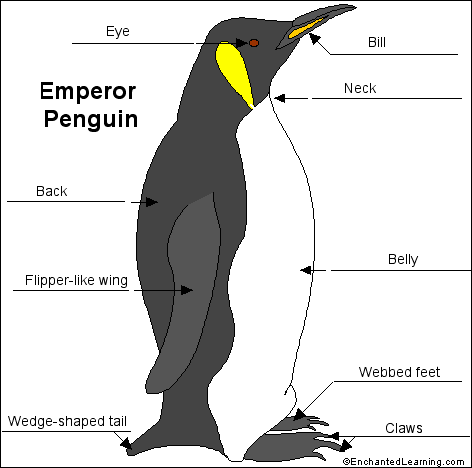 Eye
Bill
Emperor
Penguin
Neck
Back
Belly
Flipper-like wing
Webbed feet
Wedge-shaped tail
Claws
©EnchantedLearning.com